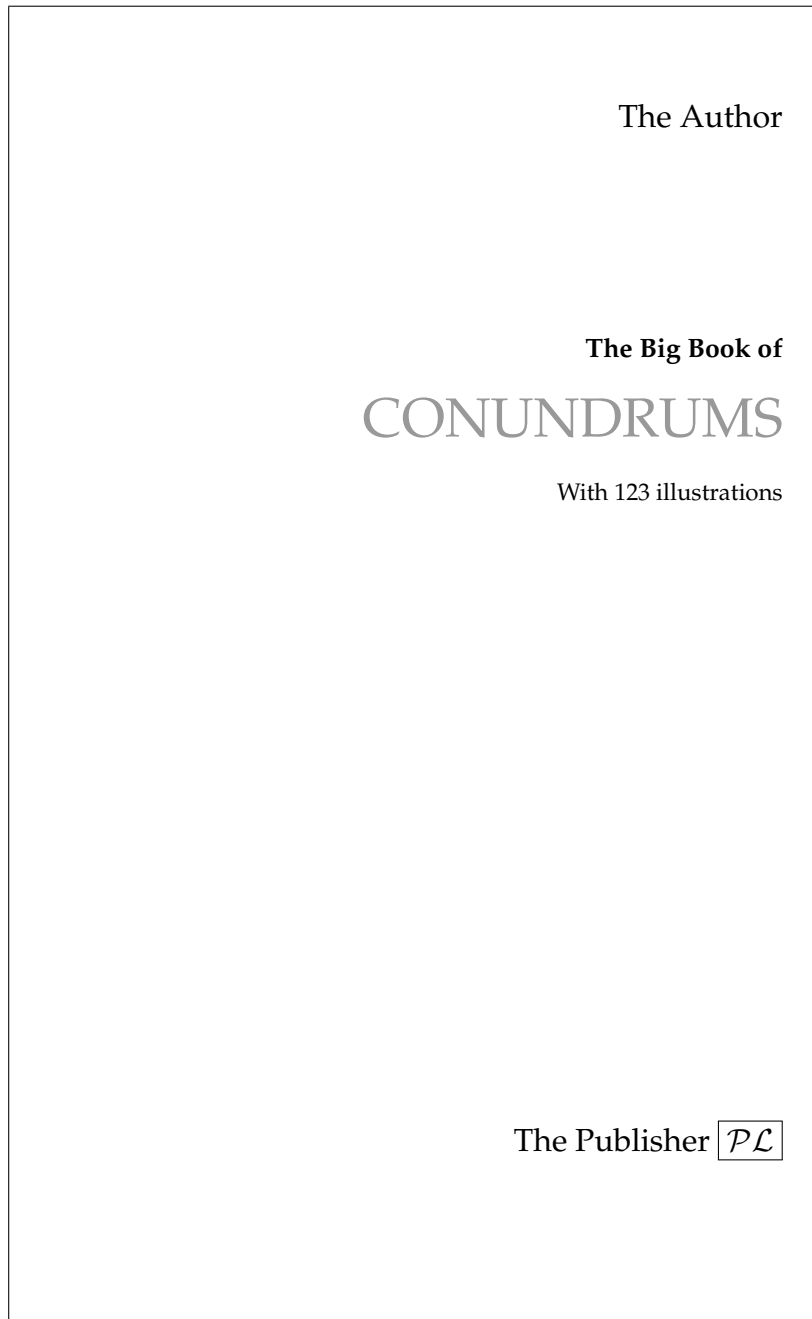 The Author
The Big Book of
CONUNDRUMS
With 123 illustrations
The Publisher PL